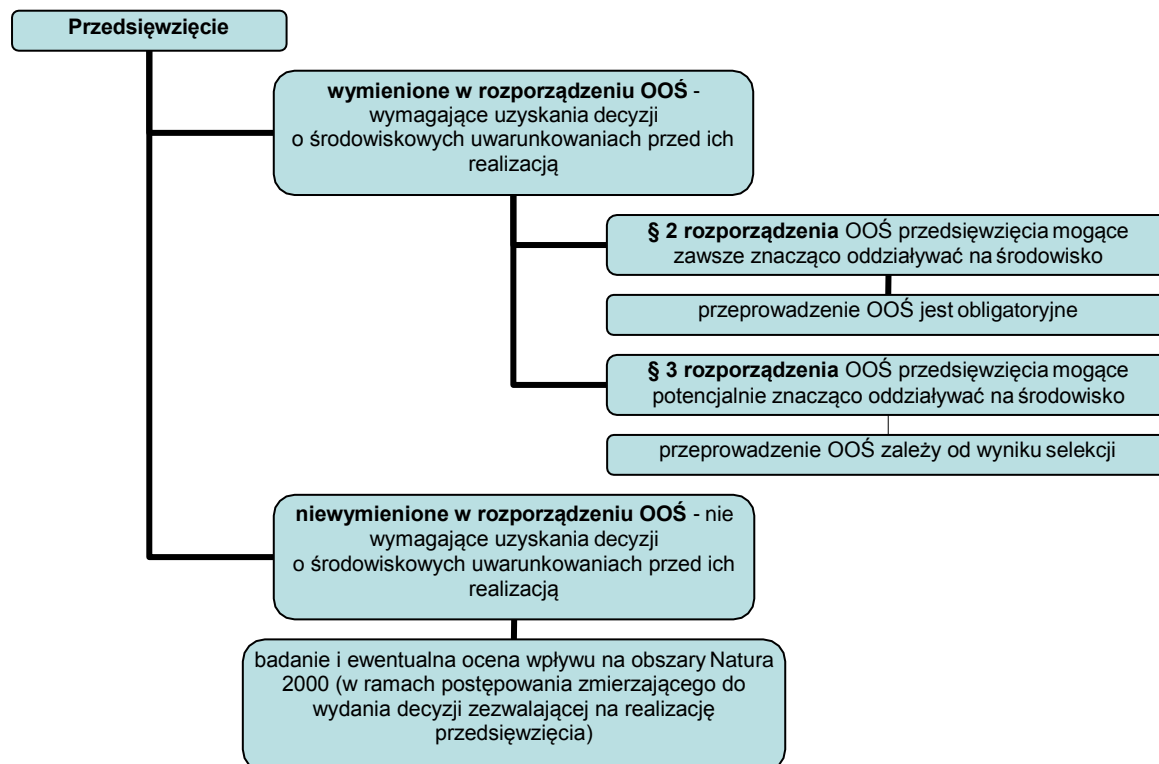 Przedsięwzięcie
wymienione w rozporządzeniu OOŚ -
wymagające uzyskania decyzji
o środowiskowych uwarunkowaniach przed ich
realizacją
§ 2 rozporządzenia OOŚ przedsięwzięcia mogące
zawsze znacząco oddziaływać na środowisko
przeprowadzenie OOŚ jest obligatoryjne
§ 3 rozporządzenia OOŚ przedsięwzięcia mogące
potencjalnie znacząco oddziaływać na środowisko
przeprowadzenie OOŚ zależy od wyniku selekcji
niewymienione w rozporządzeniu OOŚ - nie
wymagające uzyskania decyzji
o środowiskowych uwarunkowaniach przed ich
realizacją
badanie i ewentualna ocena wpływu na obszary Natura
2000 (w ramach postępowania zmierzającego do
wydania decyzji zezwalającej na realizację
przedsięwzięcia)